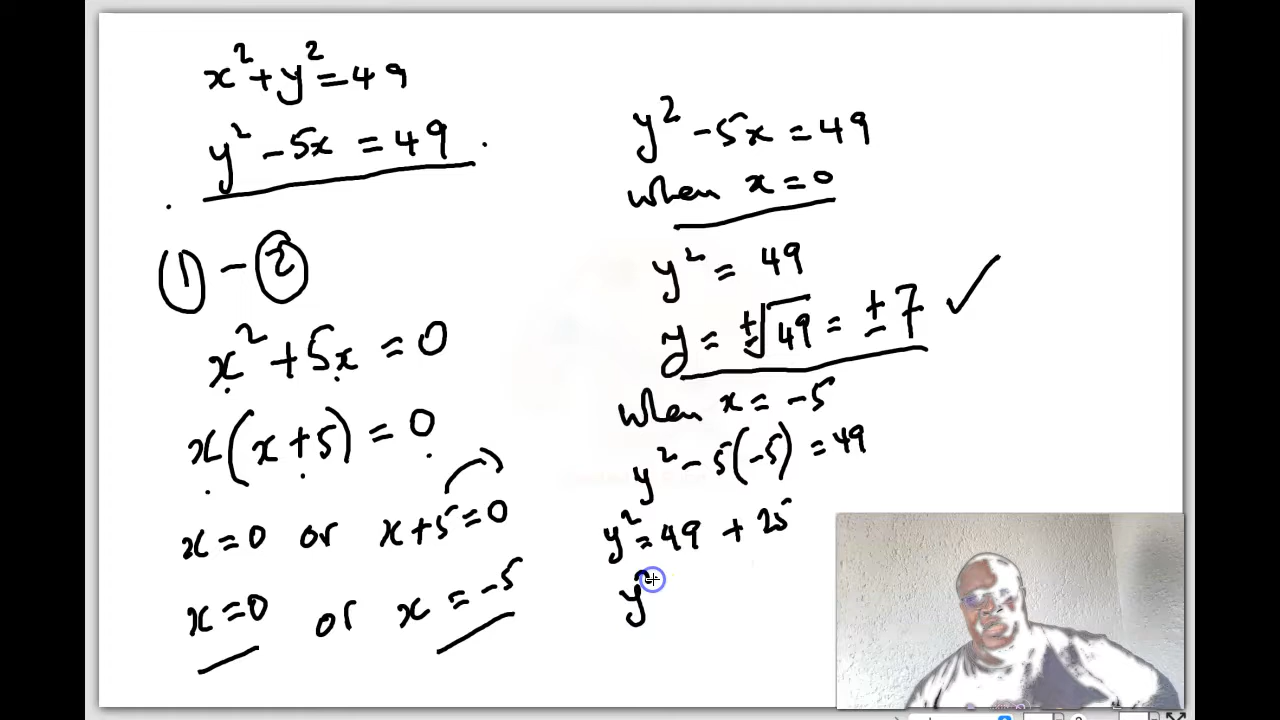 x² + y² = 49
y² - 5x = 49
① - ②
x² + 5x = 0
x(x + 5) = 0
x = 0 or x + 5 = 0
x = 0 or x = -5
y² - 5x = 49
when x = 0
y² = 49
y = ±√49 = ±7 ✓
when x = -5
y² - 5(-5) = 49
y² = 49 + 25
y²